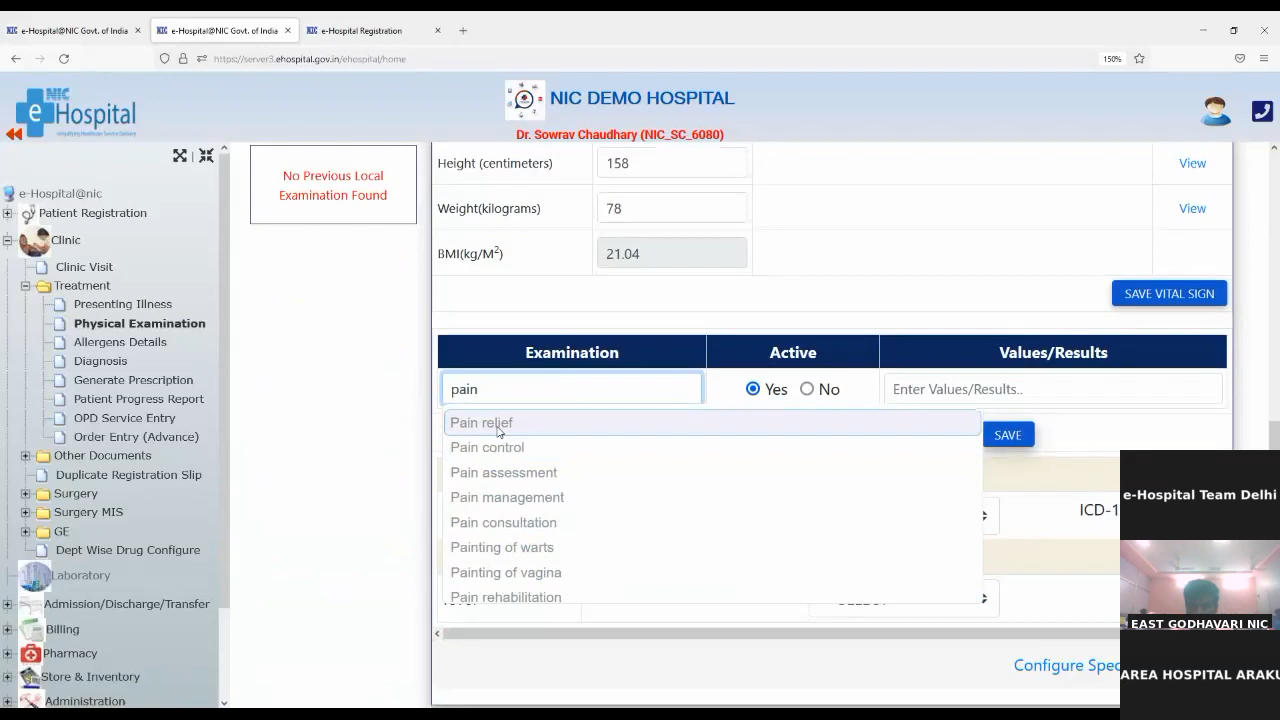 NIC e-Hospital@NIC Govt. of India
NIC e-Hospital@NIC Govt. of India
NIC e-Hospital Registration
https://server3.ehospital.gov.in/ehospital/home
150%
NIC
eHospital
NIC DEMO HOSPITAL
Dr. Sowrav Chaudhary (NIC_SC_6080)
e-Hospital@nic
Patient Registration
Clinic
Clinic Visit
Treatment
Presenting Illness
Physical Examination
Allergens Details
Diagnosis
Generate Prescription
Patient Progress Report
OPD Service Entry
Order Entry (Advance)
Other Documents
Duplicate Registration Slip
Surgery
Surgery MIS
GE
Dept Wise Drug Configure
Laboratory
Admission/Discharge/Transfer
Billing
Pharmacy
Store & Inventory
Administration
No Previous Local
Examination Found
Height (centimeters) 158 View
Weight(kilograms) 78 View
BMI(kg/M²) 21.04
SAVE VITAL SIGN
Examination Active Values/Results
pain Yes No Enter Values/Results..
Pain relief
Pain control
Pain assessment
Pain management
Pain consultation
Painting of warts
Painting of vagina
Pain rehabilitation
SAVE
ICD-1
Configure Spec
e-Hospital Team Delhi
EAST GODHAVARI NIC
AREA HOSPITAL ARAKU